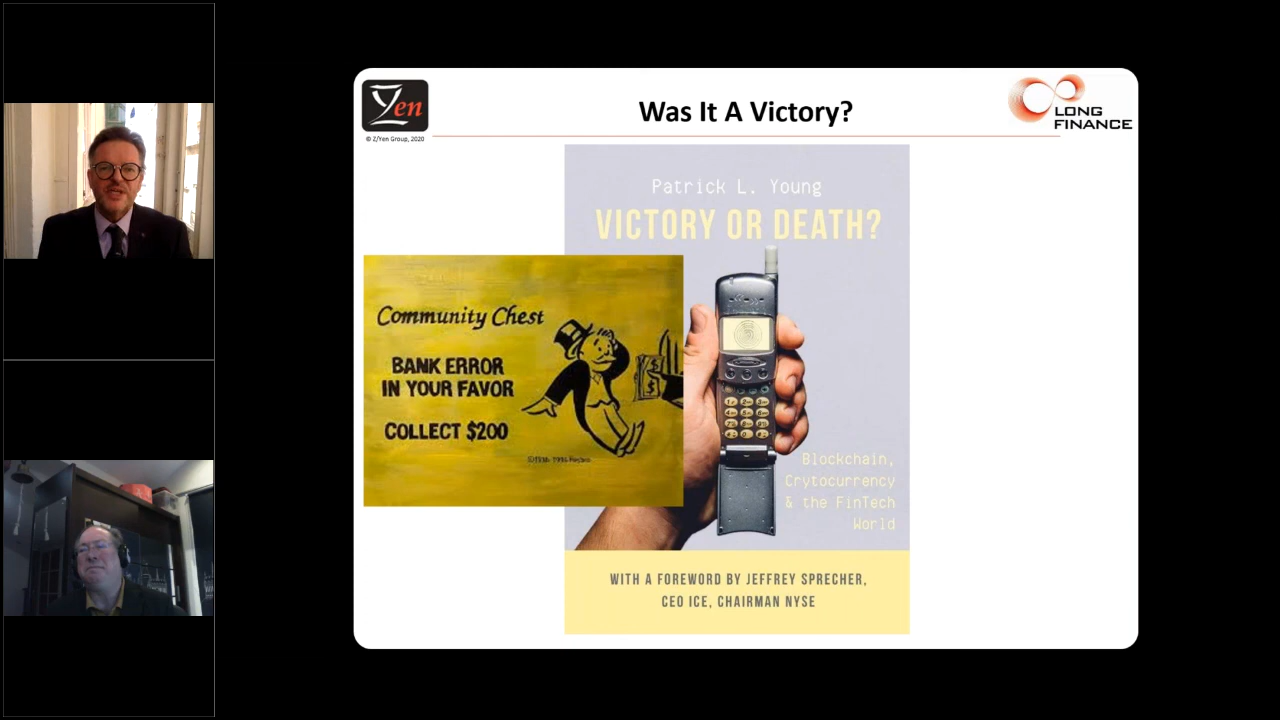 Zen
© Z/Yen Group, 2020
Was It A Victory?
LONG
FINANCE
Patrick L. Young
VICTORY OR DEATH?
Community Chest
BANK ERROR
IN YOUR FAVOR
COLLECT $200
Blockchain,
Crytocurrency
& the FinTech
World
WITH A FOREWORD BY JEFFREY SPRECHER,
CEO ICE, CHAIRMAN NYSE